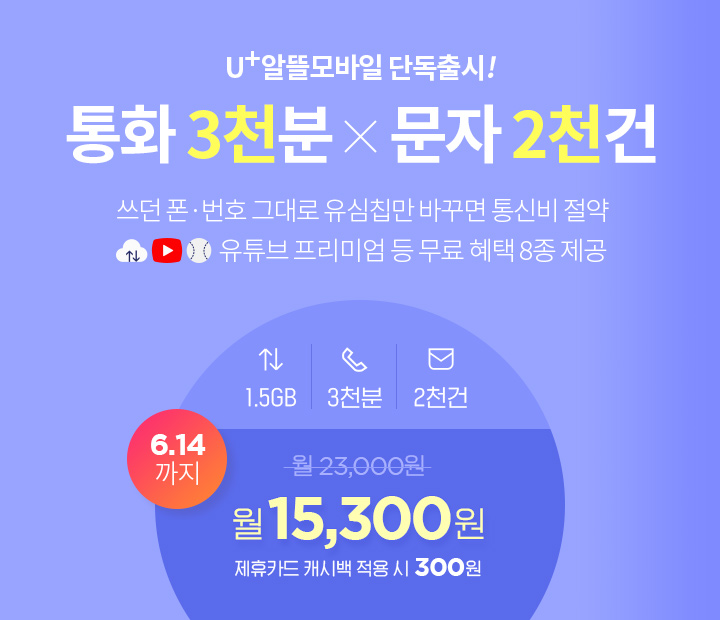 U+알뜰모바일 단독출시!
통화 3천분 × 문자 2천건
쓰던 폰·번호 그대로 유심칩만 바꾸면 통신비 절약
유튜브 프리미엄 등 무료 혜택 8종 제공
1.5GB 3천분 2천건
6.14
까지
월 23,000원
월 15,300원
제휴카드 캐시백 적용 시 300원